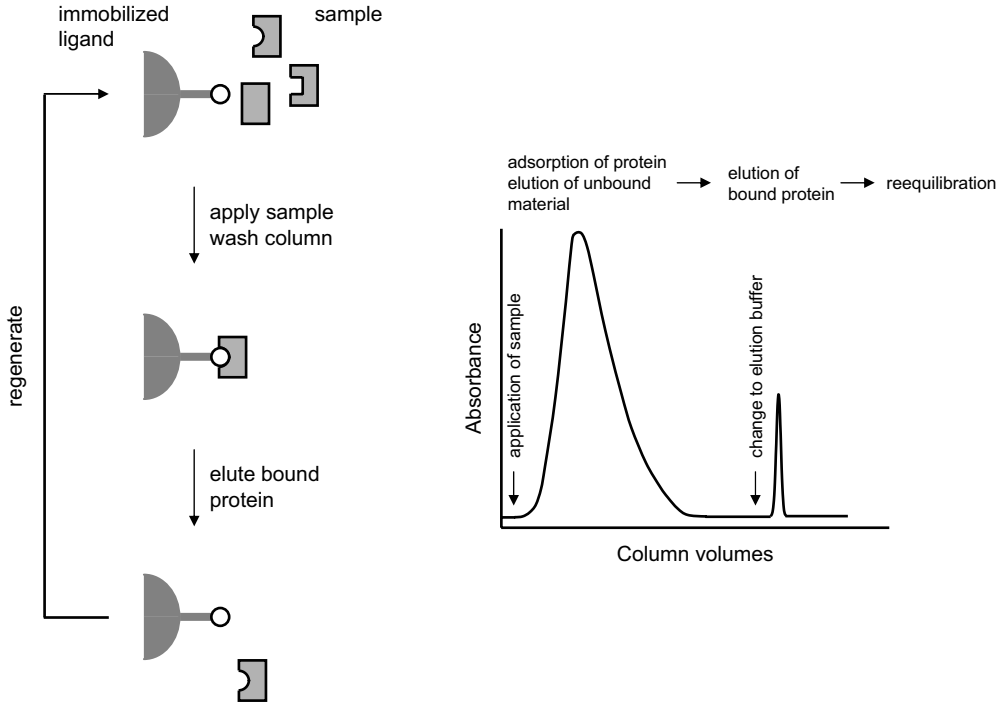 immobilized
ligand
sample
apply sample
wash column
regenerate
elute bound
protein
adsorption of protein
elution of unbound
material
elution of
bound protein
reequilibration
Absorbance
application of sample
change to elution buffer
Column volumes